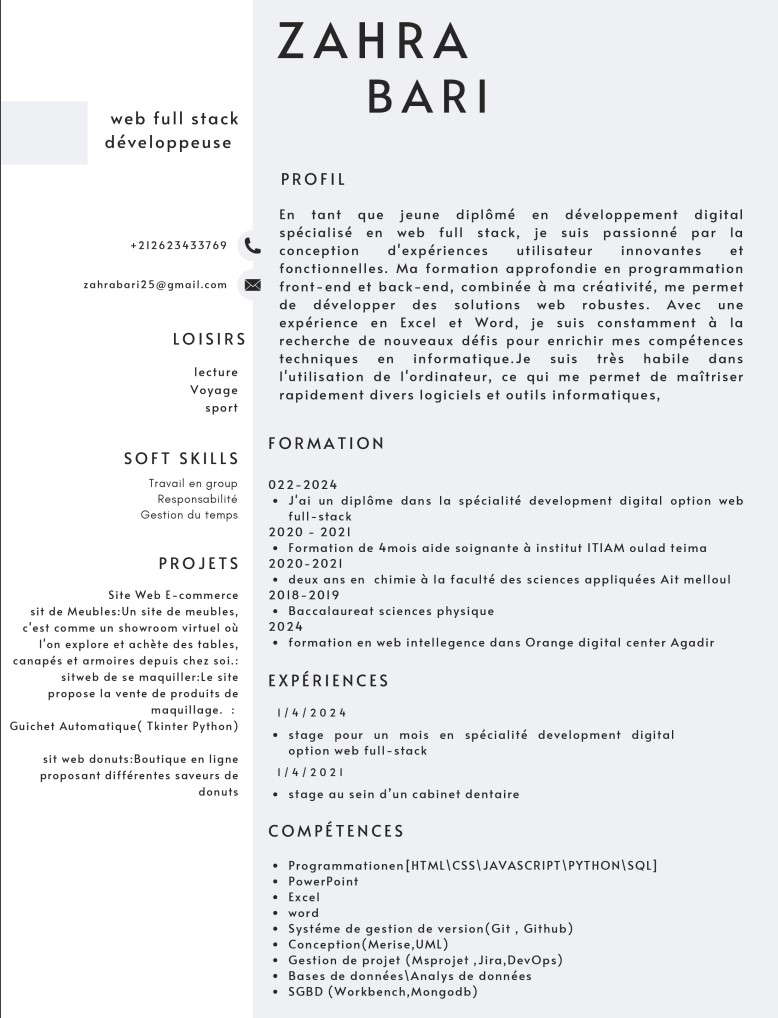 ZAHRA
BARI
web full stack
développeuse
+212623433769
zahrabari25@gmail.com
LOISIRS
lecture
Voyage
sport
SOFT SKILLS
Travail en group
Responsabilité
Gestion du temps
PROJETS
Site Web E-commerce
sit de Meubles:Un site de meubles,
c'est comme un showroom virtuel où
l'on explore et achète des tables,
canapés et armoires depuis chez soi.:
sitweb de se maquiller:Le site
propose la vente de produits de
maquillage. :
Guichet Automatique( Tkinter Python)
sit web donuts:Boutique en ligne
proposant différentes saveurs de
donuts
PROFIL
En tant que jeune diplômé en développement digital
spécialisé en web full stack, je suis passionné par la
conception d'expériences utilisateur innovantes et
fonctionnelles. Ma formation approfondie en programmation
front-end et back-end, combinée à ma créativité, me permet
de développer des solutions web robustes. Avec une
expérience en Excel et Word, je suis constamment à la
recherche de nouveaux défis pour enrichir mes compétences
techniques en informatique.Je suis très habile dans
l'utilisation de l'ordinateur, ce qui me permet de maîtriser
rapidement divers logiciels et outils informatiques,
FORMATION
022-2024
• J'ai un diplôme dans la spécialité development digital option web
full-stack
2020 - 2021
• Formation de 4mois aide soignante à institut ITIAM oulad teima
2020-2021
• deux ans en chimie à la faculté des sciences appliquées Ait melloul
2018-2019
• Baccalaureat sciences physique
2024
• formation en web intellegence dans Orange digital center Agadir
EXPÉRIENCES
1/4/2024
• stage pour un mois en spécialité development digital
option web full-stack
1/4/2021
• stage au sein d'un cabinet dentaire
COMPÉTENCES
• Programmationen[HTML\CSS\JAVASCRIPT\PYTHON\SQL]
• PowerPoint
• Excel
• word
• Systéme de gestion de version(Git , Github)
• Conception(Merise,UML)
• Gestion de projet (Msprojet ,Jira,DevOps)
• Bases de données\Analys de données
• SGBD (Workbench,Mongodb)